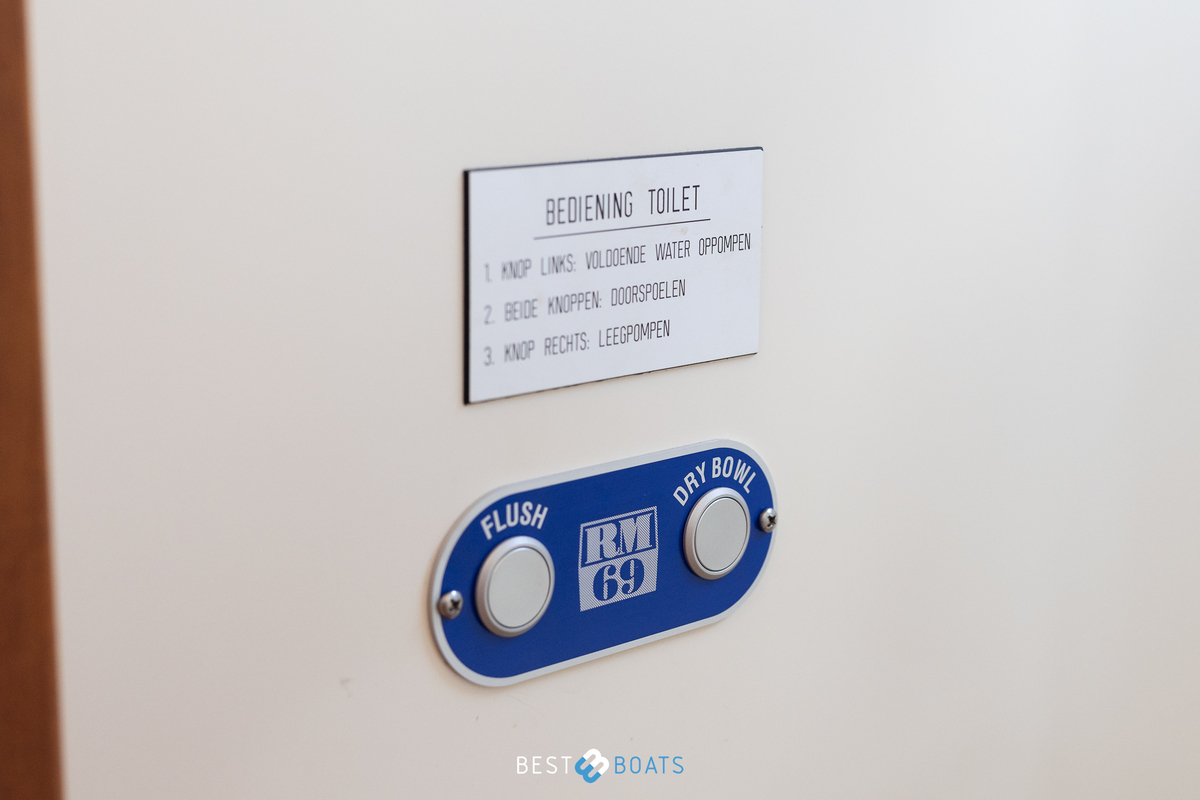 BEDIENING TOILET
1. KNOP LINKS: VOLDOENDE WATER OPPOMPEN
2. BEIDE KNOPPEN: DOORSPOELEN
3. KNOP RECHTS: LEEGPOMPEN
FLUSH
DRY BOWL
RM
69
BEST BOATS